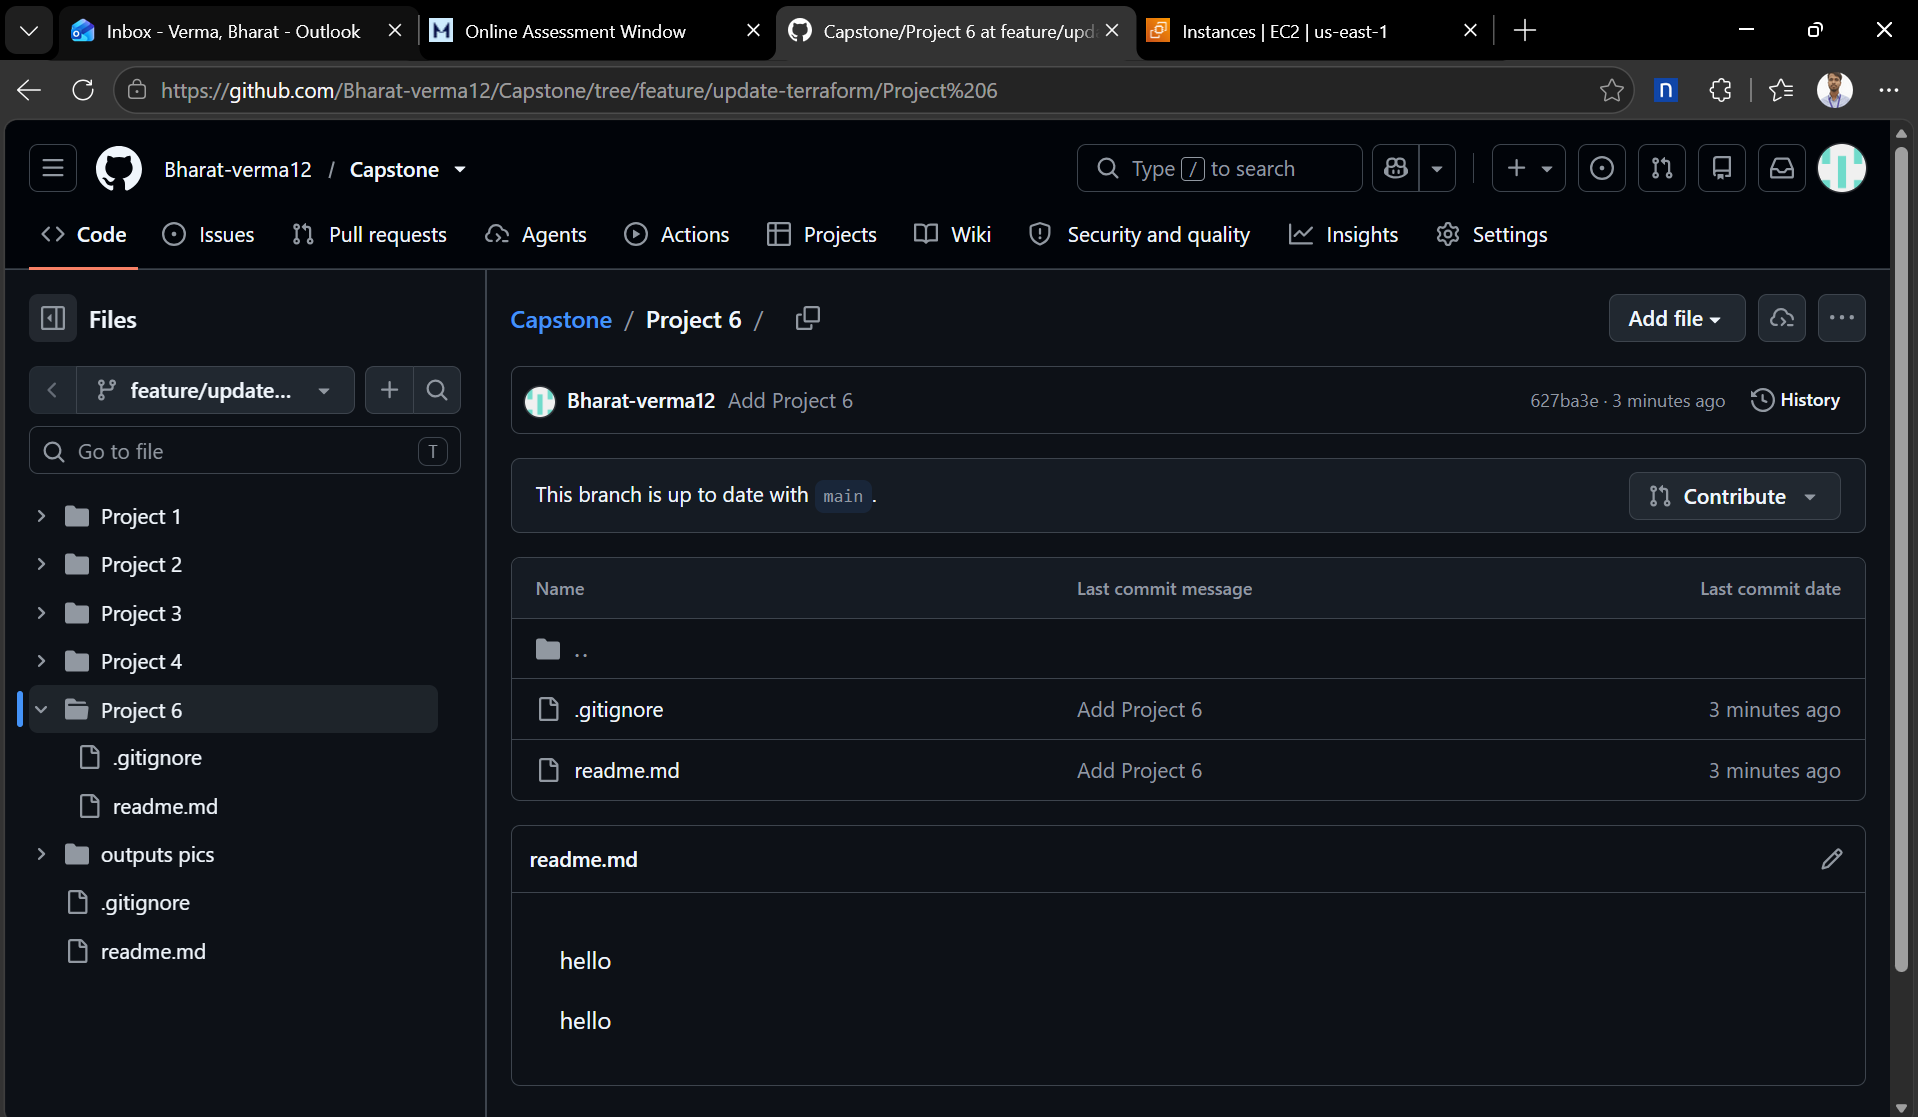 Inbox - Verma, Bharat - Outlook
Online Assessment Window
Capstone/Project 6 at feature/upd
Instances | EC2 | us-east-1
https://github.com/Bharat-verma12/Capstone/tree/feature/update-terraform/Project%206
n
Bharat-verma12 / Capstone
Type / to search
Code
Issues
Pull requests
Agents
Actions
Projects
Wiki
Security and quality
Insights
Settings
Files
Capstone / Project 6 /
Add file
feature/update...
Go to file
T
Bharat-verma12 Add Project 6
627ba3e · 3 minutes ago
History
This branch is up to date with main .
Contribute
Project 1
Project 2
Project 3
Project 4
Project 6
.gitignore
readme.md
outputs pics
.gitignore
readme.md
Name Last commit message Last commit date
..
.gitignore Add Project 6 3 minutes ago
readme.md Add Project 6 3 minutes ago
readme.md
hello
hello